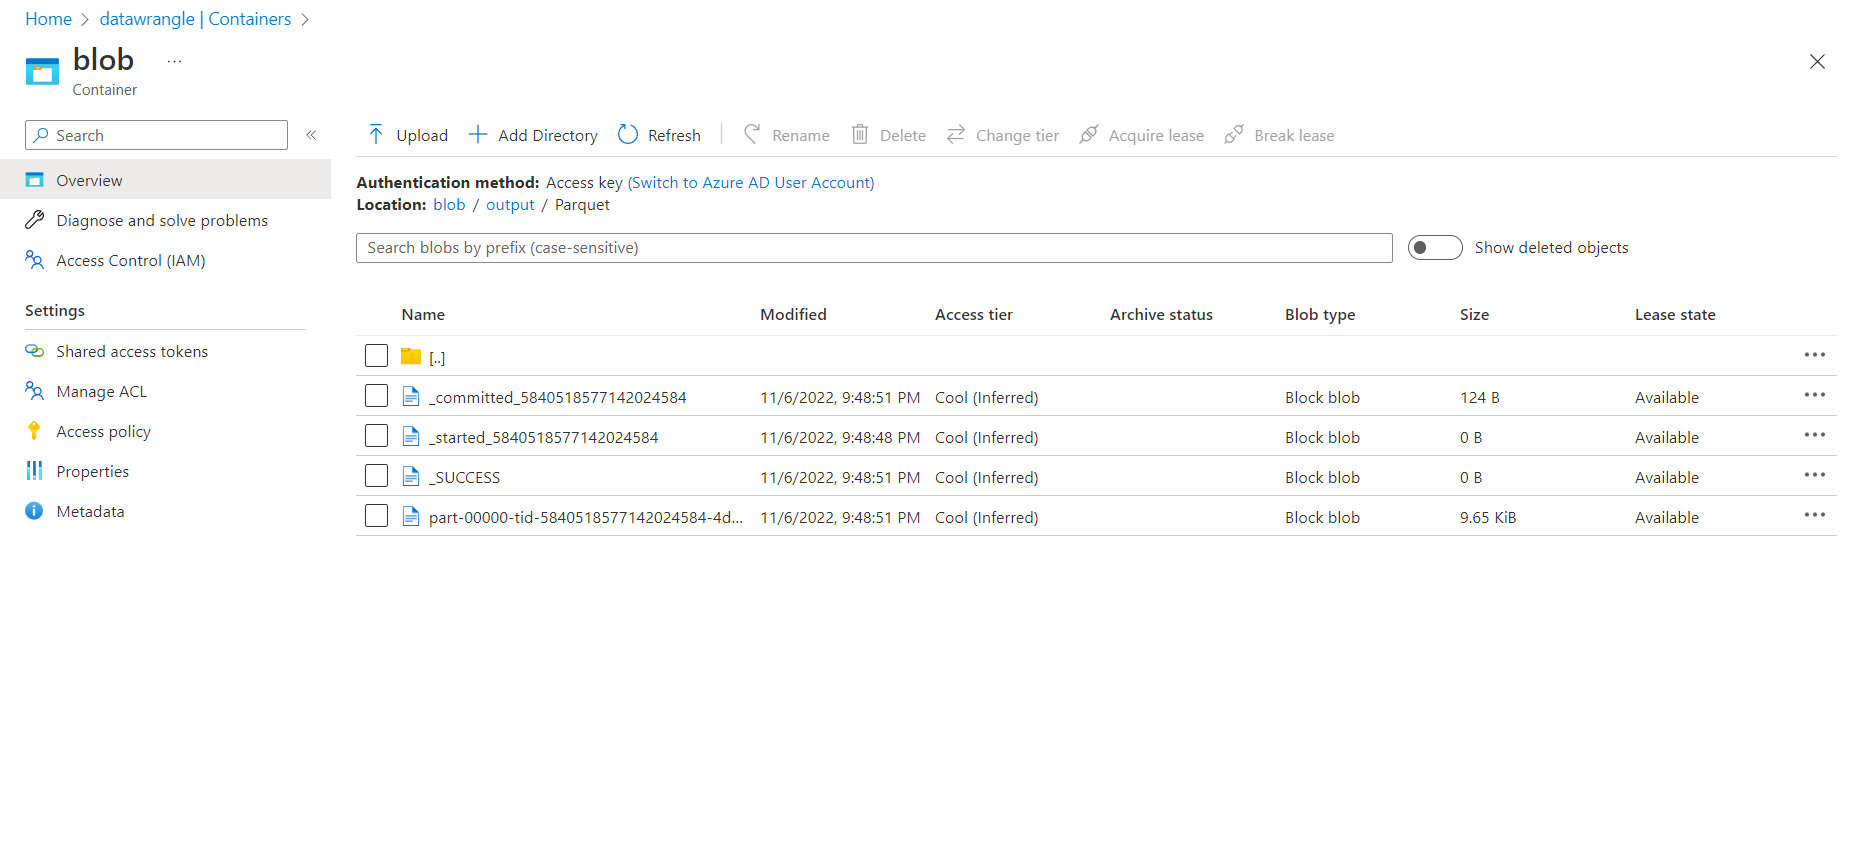 Home > datawrangle | Containers >
blob ...
Container
Search «
Upload Add Directory Refresh Rename Delete Change tier Acquire lease Break lease
Overview
Diagnose and solve problems
Access Control (IAM)
Settings
Shared access tokens
Manage ACL
Access policy
Properties
Metadata
Authentication method: Access key (Switch to Azure AD User Account)
Location: blob / output / Parquet
Search blobs by prefix (case-sensitive) Show deleted objects
Name Modified Access tier Archive status Blob type Size Lease state
[..]
_committed_5840518577142024584 11/6/2022, 9:48:51 PM Cool (Inferred) Block blob 124 B Available
_started_5840518577142024584 11/6/2022, 9:48:48 PM Cool (Inferred) Block blob 0 B Available
_SUCCESS 11/6/2022, 9:48:51 PM Cool (Inferred) Block blob 0 B Available
part-00000-tid-5840518577142024584-4d... 11/6/2022, 9:48:51 PM Cool (Inferred) Block blob 9.65 KiB Available